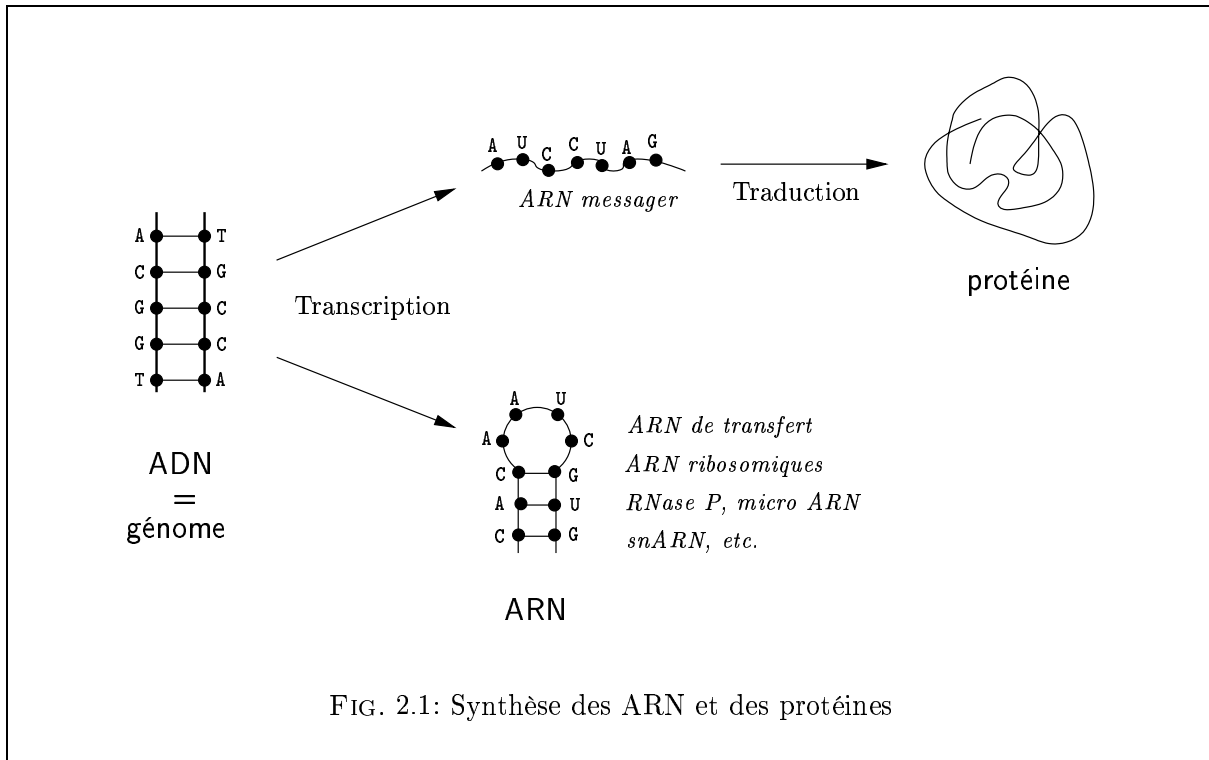 A U C C U A G
ARN messager
Traduction
protéine
A T
C G
G C
G C
T A
ADN
=
génome
Transcription
A U
A C
C G
A U
C G
ARN
ARN de transfert
ARN ribosomiques
RNase P, micro ARN
snARN, etc.
FIG. 2.1: Synthèse des ARN et des protéines